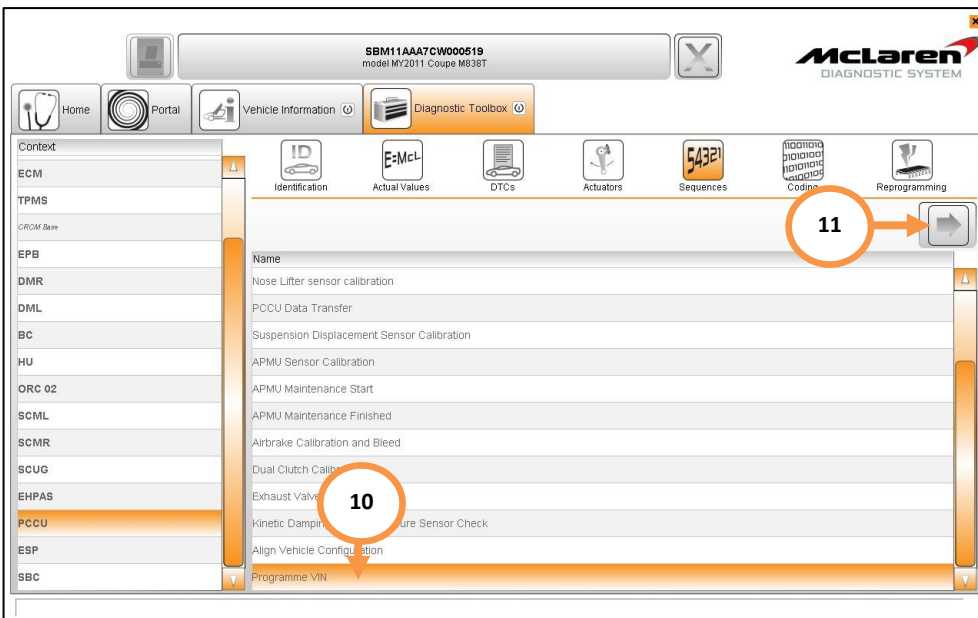 SBM11AAA7CW000519
model MY2011 Coupe M838T
McLaren
DIAGNOSTIC SYSTEM
Home
Portal
Vehicle Information
Diagnostic Toolbox
Context
ECM
TPMS
CRCM Base
EPB
DMR
DML
BC
HU
ORC 02
SCML
SCMR
SCUG
EHPAS
PCCU
ESP
SBC
ID
Identification
E=McL
Actual Values
DTCs
Actuators
54321
Sequences
Coding
Reprogramming
11
Name
Nose Lifter sensor calibration
PCCU Data Transfer
Suspension Displacement Sensor Calibration
APMU Sensor Calibration
APMU Maintenance Start
APMU Maintenance Finished
Airbrake Calibration and Bleed
Dual Clutch
Exhaust Valve
10
Kinetic Sensor Check
Align Vehicle Configuration
Programme VIN